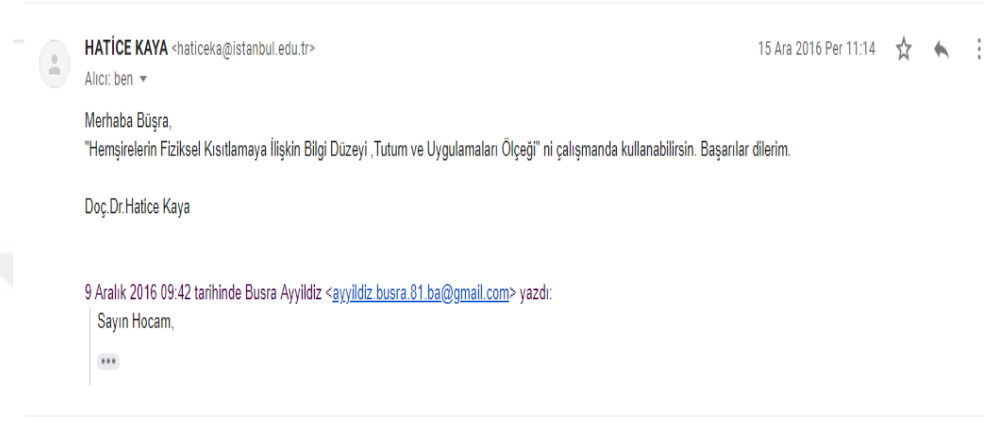 HATİCE KAYA <haticeka@istanbul.edu.tr>
15 Ara 2016 Per 11:14
Alıcı: ben
Merhaba Büşra,
"Hemşirelerin Fiziksel Kısıtlamaya İlişkin Bilgi Düzeyi ,Tutum ve Uygulamaları Ölçeği" ni çalışmanda kullanabilirsin. Başarılar dilerim.
Doç.Dr.Hatice Kaya
9 Aralık 2016 09:42 tarihinde Busra Ayyildiz <ayyildiz.busra.81.ba@gmail.com> yazdı:
Sayın Hocam,